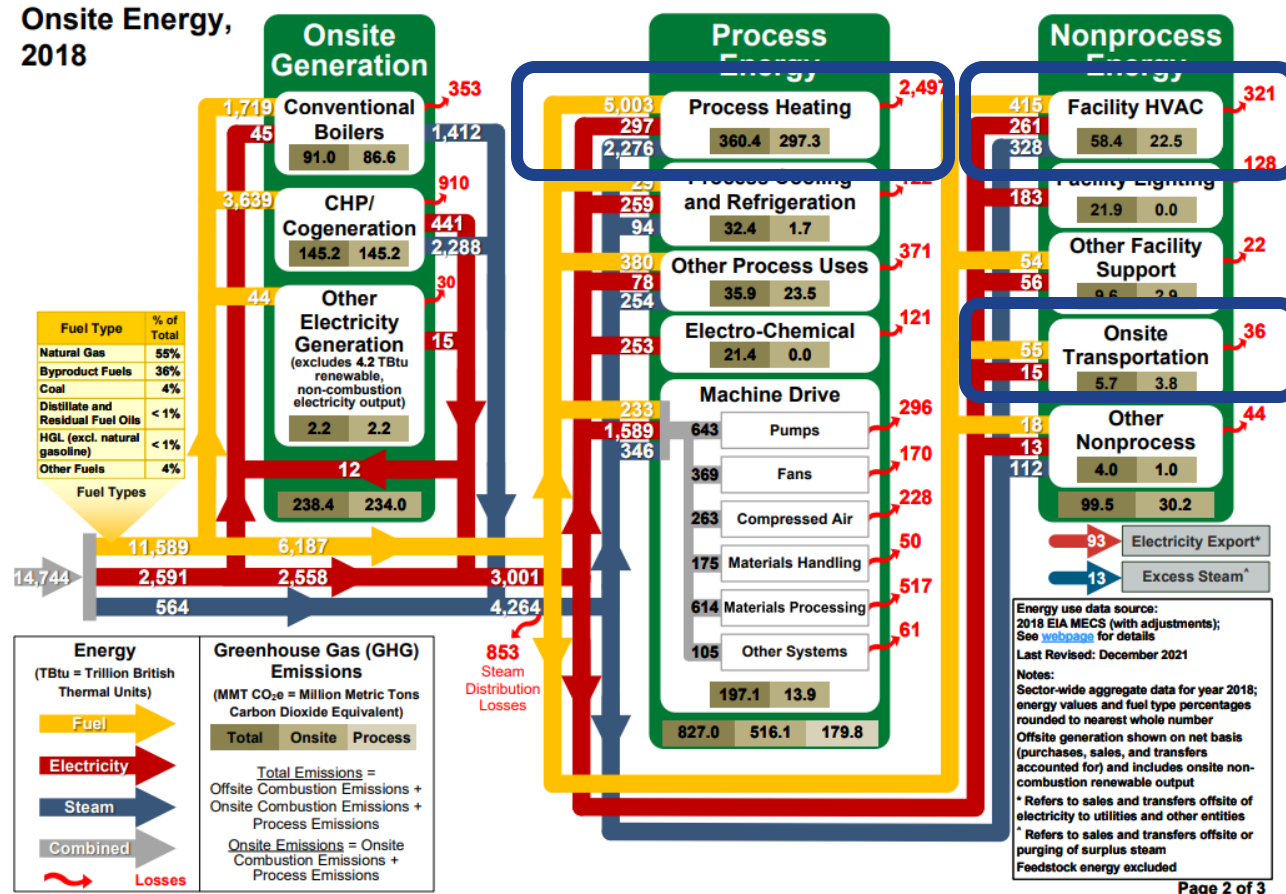 Onsite Energy,
2018
Onsite
Generation
353
1,719
Conventional
Boilers
45
1,412
91.0 86.6
910
3,639
CHP/
Cogeneration
441
2,288
145.2 145.2
30
44
Other
Electricity
Generation
15
(excludes 4.2 TBtu
renewable,
non-combustion
electricity output)
2.2 2.2
12
238.4 234.0
Fuel Type % of
Total
Natural Gas 55%
Byproduct Fuels 36%
Coal 4%
Distillate and
Residual Fuel Oils < 1%
HGL (excl. natural
gasoline) < 1%
Other Fuels 4%
Fuel Types
14,744
11,589 6,187
2,591 2,558 3,001
564 4,264
853
Steam
Distribution
Losses
Process
Energy
2,497
5,003
Process Heating
297
2,276
360.4 297.3
29
Process Cooling
and Refrigeration
122
259
94
32.4 1.7
371
380
Other Process Uses
78
254
35.9 23.5
121
Electro-Chemical
253
21.4 0.0
Machine Drive
233
1,589
346
643 Pumps 296
369 Fans 170
263 Compressed Air 228
175 Materials Handling 50
614 Materials Processing 517
105 Other Systems 61
197.1 13.9
827.0 516.1 179.8
Nonprocess
Energy
321
415
Facility HVAC
261
328
58.4 22.5
128
Facility Lighting
183
21.9 0.0
22
Other Facility
Support
54
56
9.6 2.9
36
Onsite
Transportation
55
15
5.7 3.8
44
18
Other
Nonprocess
13
112
4.0 1.0
99.5 30.2
93 Electricity Export*
13 Excess Steam^
Energy
(TBtu = Trillion British
Thermal Units)
Fuel
Electricity
Steam
Combined
Losses
Greenhouse Gas (GHG)
Emissions
(MMT CO₂e = Million Metric Tons
Carbon Dioxide Equivalent)
Total Onsite Process
Total Emissions =
Offsite Combustion Emissions +
Onsite Combustion Emissions +
Process Emissions
Onsite Emissions = Onsite
Combustion Emissions +
Process Emissions
Energy use data source:
2018 EIA MECS (with adjustments);
See webpage for details
Last Revised: December 2021
Notes:
Sector-wide aggregate data for year 2018;
energy values and fuel type percentages
rounded to nearest whole number
Offsite generation shown on net basis
(purchases, sales, and transfers
accounted for) and includes onsite non-
combustion renewable output
* Refers to sales and transfers offsite of
electricity to utilities and other entities
^ Refers to sales and transfers offsite or
purging of surplus steam
Feedstock energy excluded
Page 2 of 3